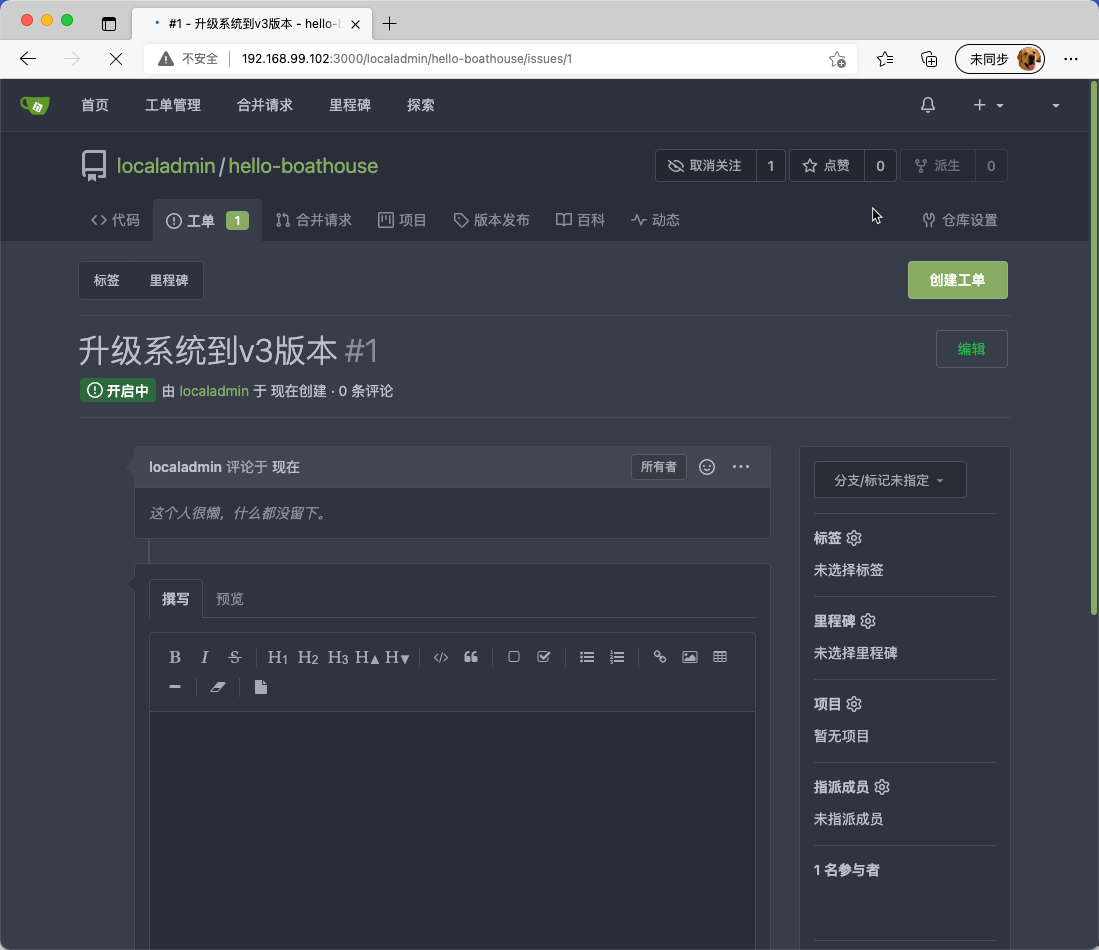 #1 - 升级系统到v3版本 - hello-b
不安全 192.168.99.102:3000/localadmin/hello-boathouse/issues/1 未同步
首页 工单管理 合并请求 里程碑 探索
localadmin/hello-boathouse 取消关注 1 点赞 0 派生 0
代码 工单 1 合并请求 项目 版本发布 百科 动态 仓库设置
标签 里程碑 创建工单
升级系统到v3版本 #1 编辑
开启中 由 localadmin 于 现在创建 · 0 条评论
localadmin 评论于 现在 所有者
这个人很懒，什么都没留下。
撰写 预览
B I S H1 H2 H3 H▲ H▼
分支/标记未指定
标签
未选择标签
里程碑
未选择里程碑
项目
暂无项目
指派成员
未指派成员
1 名参与者